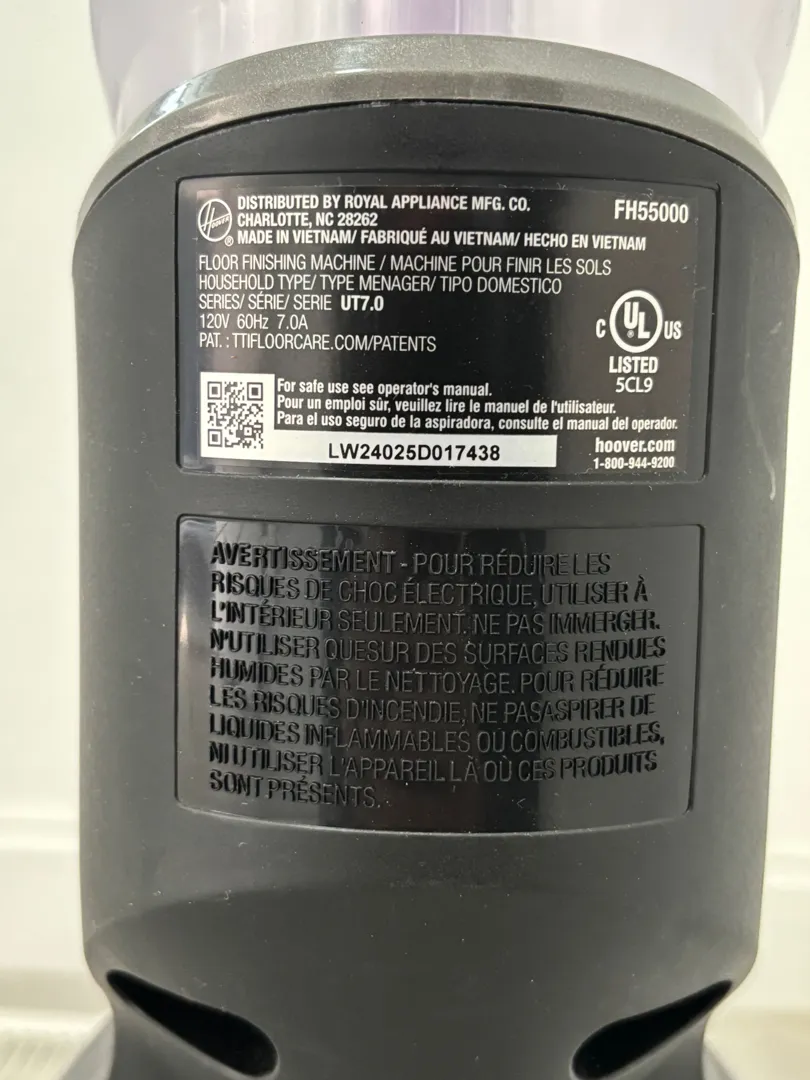 HOOVER
®
DISTRIBUTED BY ROYAL APPLIANCE MFG. CO.
CHARLOTTE, NC 28262
MADE IN VIETNAM/ FABRIQUÉ AU VIETNAM/ HECHO EN VIETNAM
FH55000
FLOOR FINISHING MACHINE / MACHINE POUR FINIR LES SOLS
HOUSEHOLD TYPE/ TYPE MENAGER/ TIPO DOMESTICO
SERIES/ SÉRIE/ SERIE UT7.0
120V 60Hz 7.0A
PAT. : TTIFLOORCARE.COM/PATENTS
C UL US
®
LISTED
5CL9
For safe use see operator's manual.
Pour un emploi sûr, veuillez lire le manuel de l'utilisateur.
Para el uso seguro de la aspiradora, consulte el manual del operador.
LW24025D017438
hoover.com
1-800-944-9200
AVERTISSEMENT - POUR RÉDUIRE LES
RISQUES DE CHOC ÉLECTRIQUE, UTILISER À
L'INTÉRIEUR SEULEMENT. NE PAS IMMERGER.
N'UTILISER QUESUR DES SURFACES RENDUES
HUMIDES PAR LE NETTOYAGE. POUR RÉDUIRE
LES RISQUES D'INCENDIE, NE PASASPIRER DE
LIQUIDES INFLAMMABLES OU COMBUSTIBLES,
NI UTILISER L'APPAREIL LÀ OÙ CES PRODUITS
SONT PRÉSENTS.